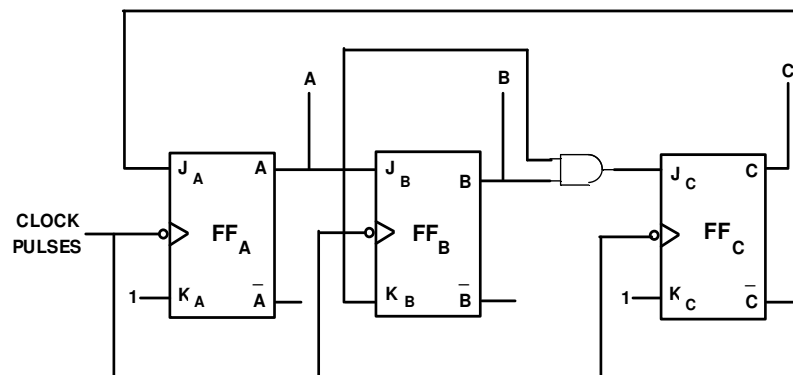 A
B
C
J A
A
J B
B
J C
C
CLOCK
PULSES
FF A
FF B
FF C
1
K A
A̅
K B
B̅
1
K C
C̅